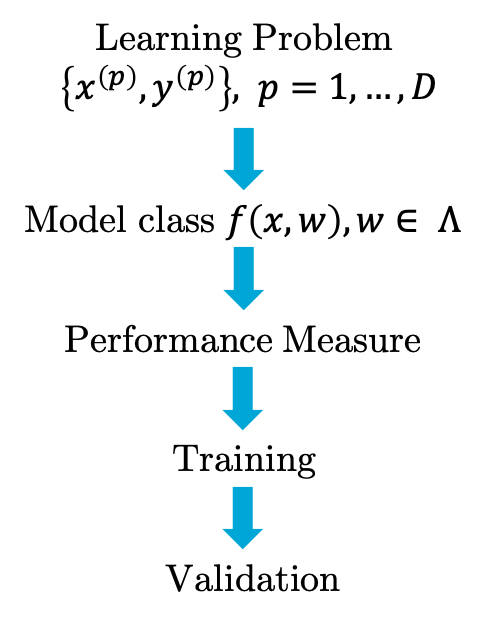 Learning Problem
{x^(p), y^(p)}, p = 1, …, D
Model class f(x, w), w ∈ Λ
Performance Measure
Training
Validation